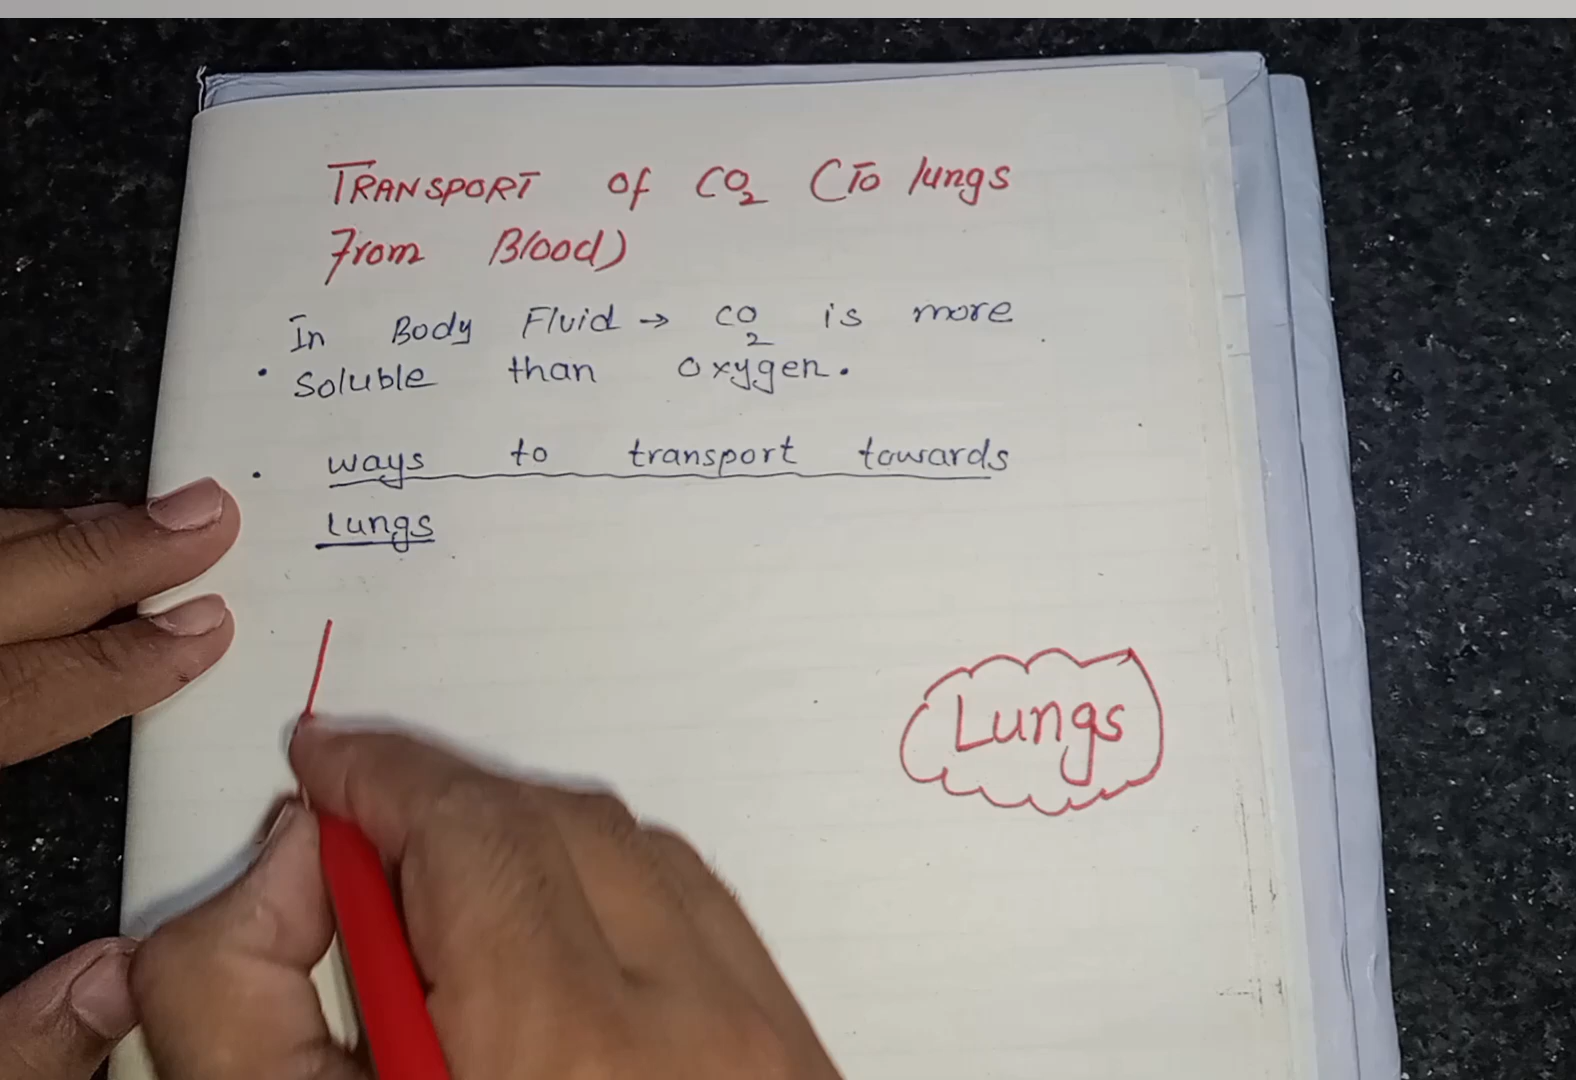 TRANSPORT of CO2 (To lungs
From Blood)
In Body Fluid → CO2 is more
• Soluble than oxygen.
• ways to transport towards
lungs
Lungs